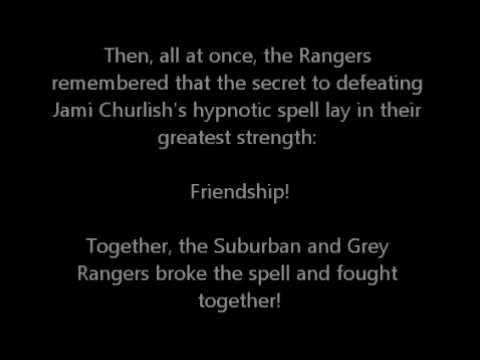 Then, all at once, the Rangers
remembered that the secret to defeating
Jami Churlish's hypnotic spell lay in their
greatest strength:
Friendship!
Together, the Suburban and Grey
Rangers broke the spell and fought
together!